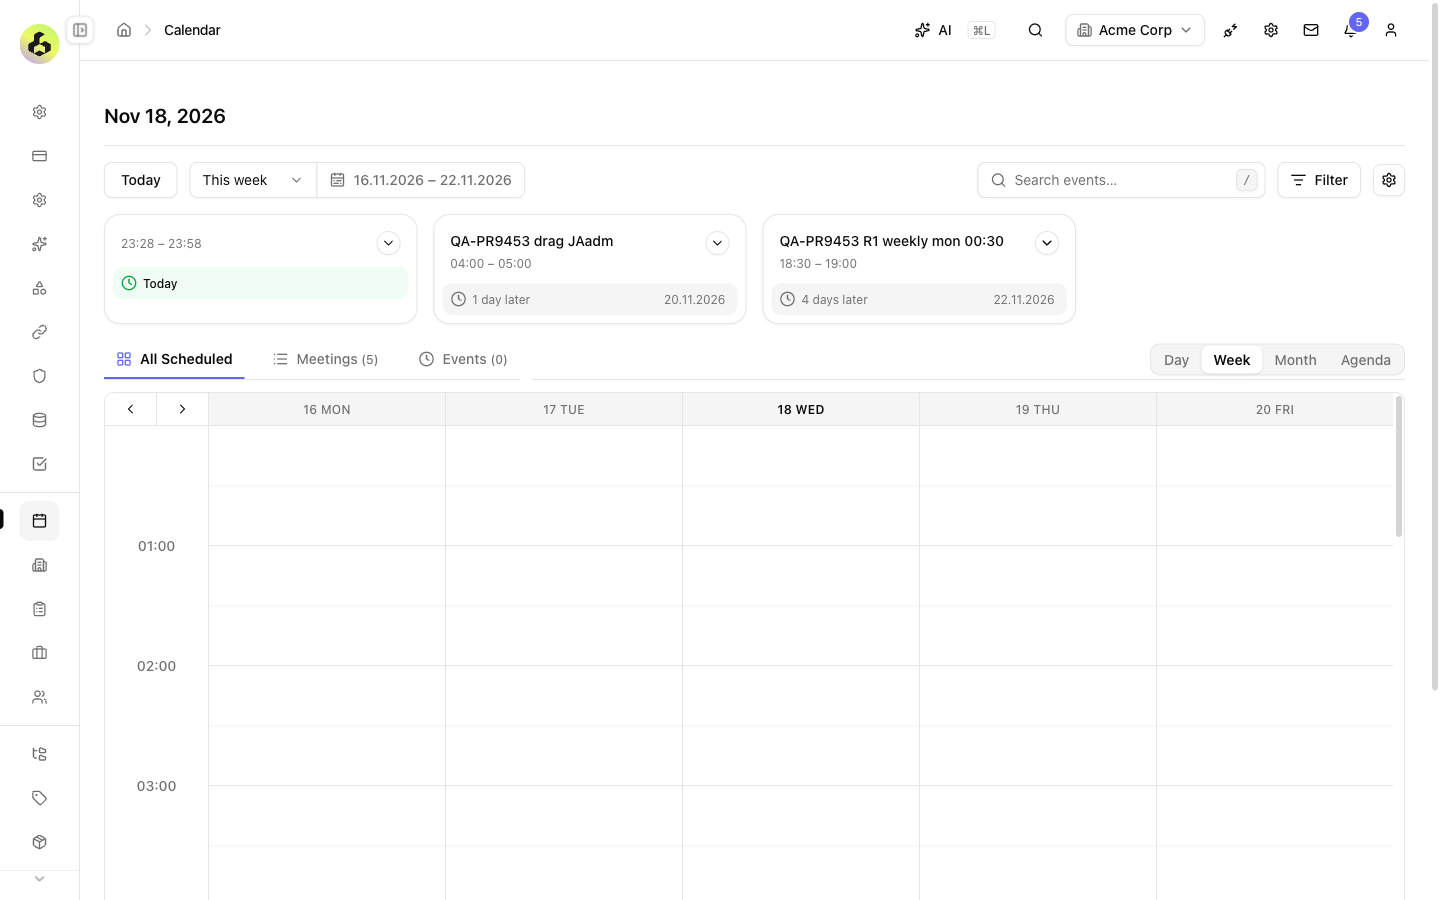 Calendar
AI
⌘L
Acme Corp
5
Nov 18, 2026
Today
This week
16.11.2026 – 22.11.2026
Search events...
/
Filter
23:28 – 23:58
Today
QA-PR9453 drag JAadm
04:00 – 05:00
1 day later
20.11.2026
QA-PR9453 R1 weekly mon 00:30
18:30 – 19:00
4 days later
22.11.2026
All Scheduled
Meetings (5)
Events (0)
Day
Week
Month
Agenda
16 MON
17 TUE
18 WED
19 THU
20 FRI
01:00
02:00
03:00